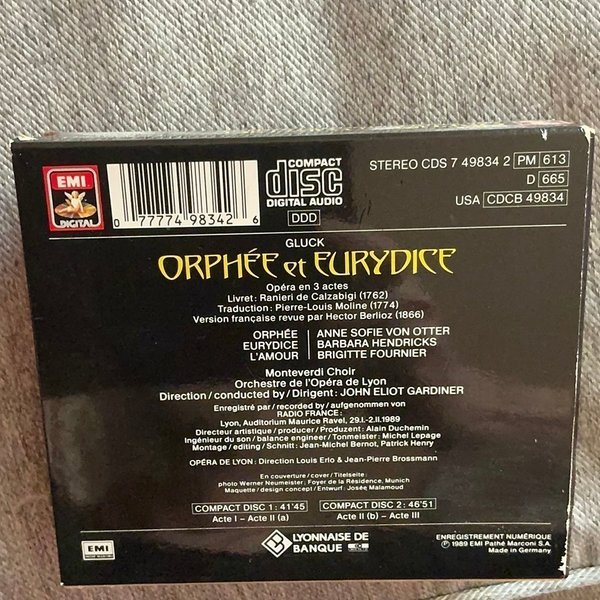 EMI
DIGITAL
0 77774 98342 6
COMPACT
disc
DIGITAL AUDIO
DDD
STEREO CDS 7 49834 2 PM 613
D 665
USA CDCB 49834
GLUCK
ORPHÉE et EURYDICE
Opéra en 3 actes
Livret: Ranieri de Calzabigi (1762)
Traduction: Pierre-Louis Moline (1774)
Version française revue par Hector Berlioz (1866)
ORPHÉE ANNE SOFIE VON OTTER
EURYDICE BARBARA HENDRICKS
L'AMOUR BRIGITTE FOURNIER
Monteverdi Choir
Orchestre de l'Opéra de Lyon
Direction/conducted by/Dirigent: JOHN ELIOT GARDINER
Enregistré par/recorded by/aufgenommen von
RADIO FRANCE:
Lyon, Auditorium Maurice Ravel, 29.I.-2.II.1989
Directeur artistique/producer/Produzent: Alain Duchemin
Ingénieur du son/balance engineer/Tonmeister: Michel Lepage
Montage/editing/Schnitt: Jean-Michel Bernot, Patrick Henry
OPÉRA DE LYON: Direction Louis Erlo & Jean-Pierre Brossmann
En couverture/cover/Titelseite:
photo Werner Neumeister: Foyer de la Résidence, Munich
Maquette/design concept/Entwurf: Josée Malamoud
COMPACT DISC 1: 41'45 COMPACT DISC 2: 46'51
Acte I – Acte II (a) Acte II (b) – Acte III
EMI
LYONNAISE DE
BANQUE
ENREGISTREMENT NUMÉRIQUE
Ⓟ 1989 EMI Pathé Marconi S.A.
Made in Germany